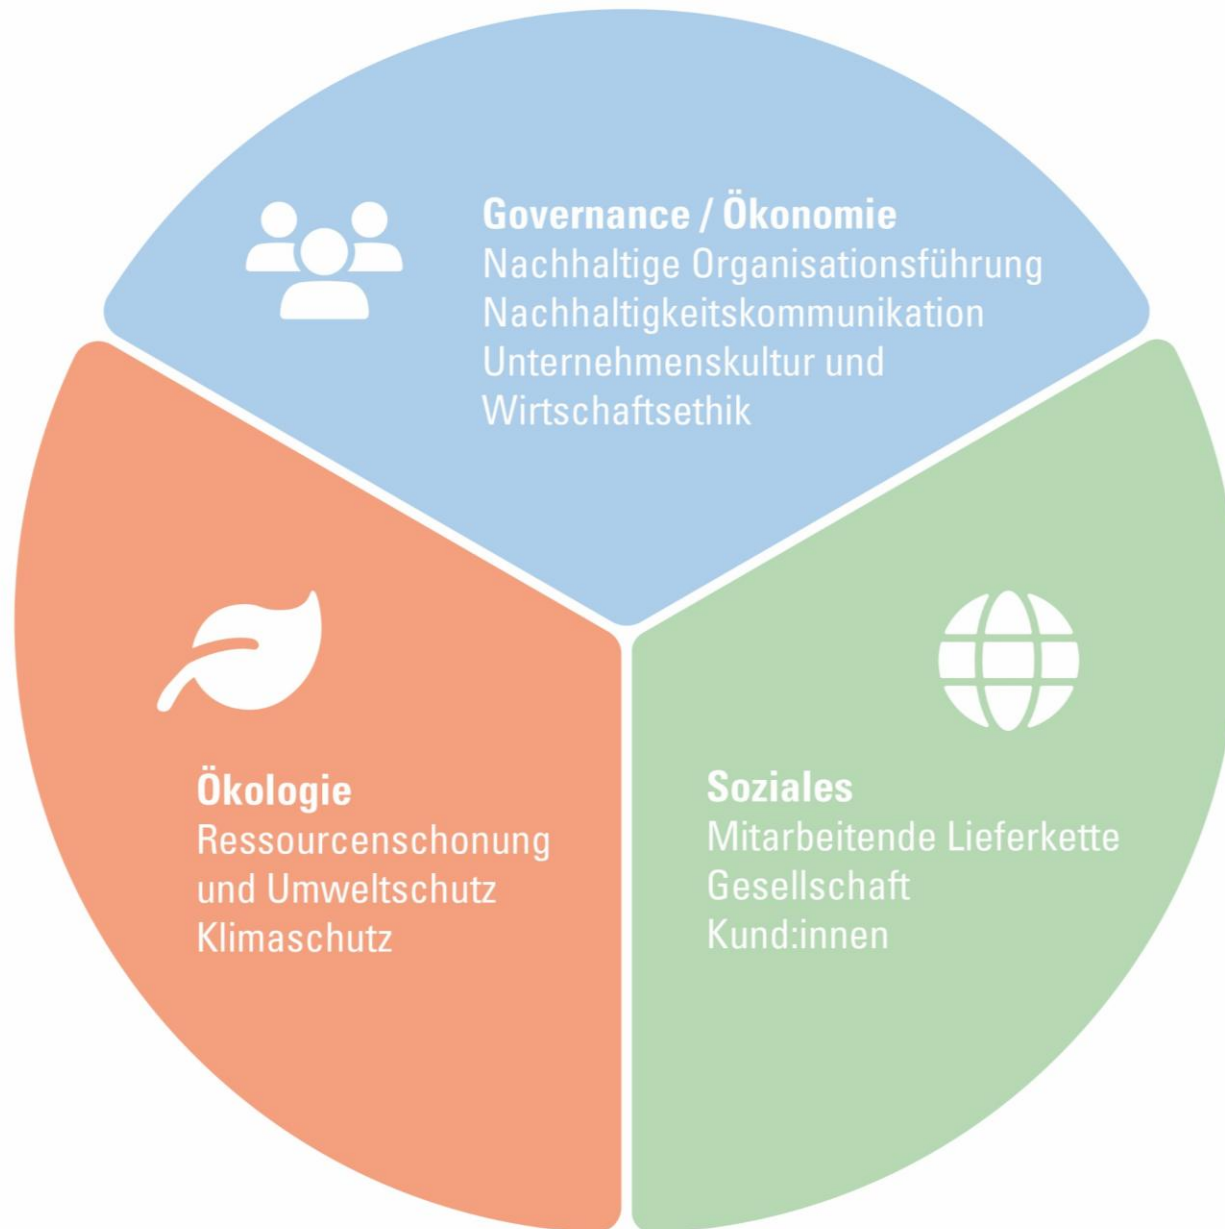 Governance / Ökonomie
Nachhaltige Organisationsführung
Nachhaltigkeitskommunikation
Unternehmenskultur und
Wirtschaftsethik
Ökologie
Ressourcenschonung
und Umweltschutz
Klimaschutz
Soziales
Mitarbeitende Lieferkette
Gesellschaft
Kund:innen